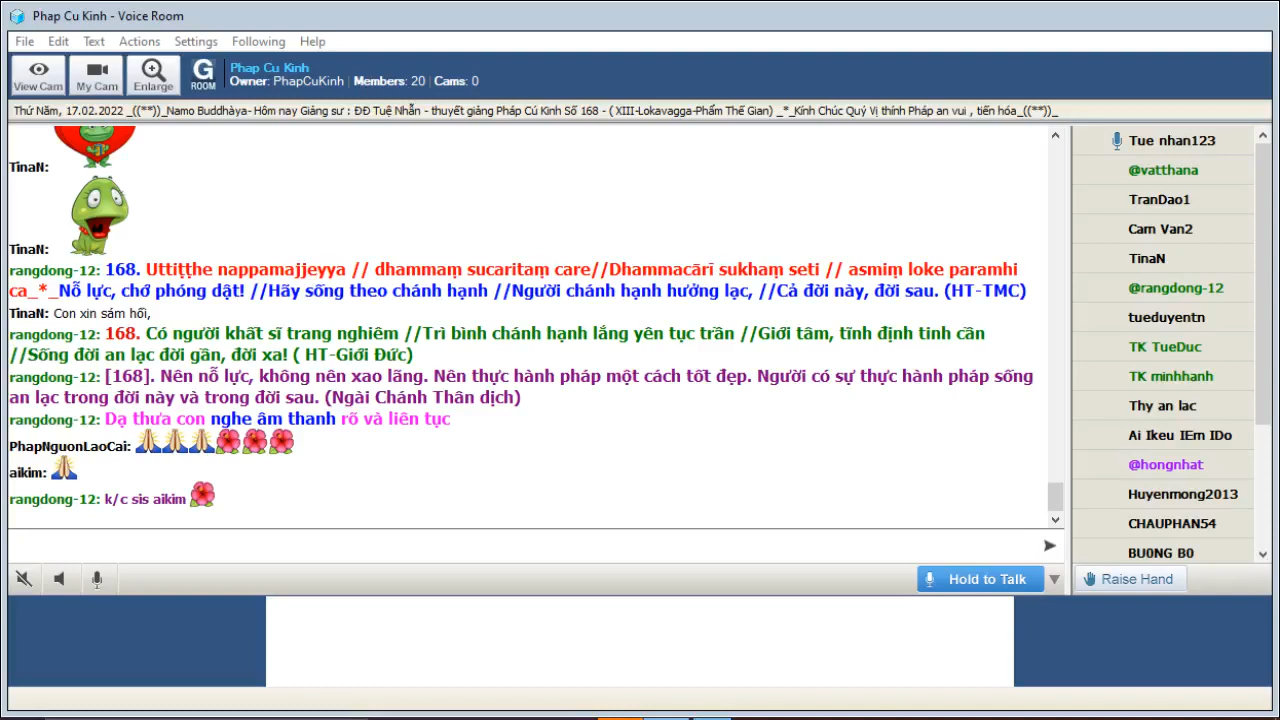 Phap Cu Kinh - Voice Room
File Edit Text Actions Settings Following Help
View Cam My Cam Enlarge G ROOM
Phap Cu Kinh
Owner: PhapCuKinh Members: 20 Cams: 0
Thứ Năm, 17.02.2022 _((**))_Namo Buddhàya- Hôm nay Giảng sư : ĐĐ Tuệ Nhẫn - thuyết giảng Pháp Cú Kinh Số 168 - ( XIII-Lokavagga-Phẩm Thế Gian) _*_Kính Chúc Quý Vị thính Pháp an vui , tiến hóa_((**))_
TinaN:
TinaN:
rangdong-12: 168. Uttiṭṭhe nappamajjeyya // dhammaṃ sucaritaṃ care//Dhammacārī sukhaṃ seti // asmiṃ loke paramhi
ca_*_Nỗ lực, chớ phóng dật! //Hãy sống theo chánh hạnh //Người chánh hạnh hưởng lạc, //Cả đời này, đời sau. (HT-TMC)
TinaN: Con xin sám hối,
rangdong-12: 168. Có người khất sĩ trang nghiêm //Trì bình chánh hạnh lắng yên tục trần //Giới tâm, tĩnh định tinh cần
//Sống đời an lạc đời gần, đời xa! ( HT-Giới Đức)
rangdong-12: [168]. Nên nỗ lực, không nên xao lãng. Nên thực hành pháp một cách tốt đẹp. Người có sự thực hành pháp sống
an lạc trong đời này và trong đời sau. (Ngài Chánh Thân dịch)
rangdong-12: Dạ thưa con nghe âm thanh rõ và liên tục
PhapNguonLaoCai:
aikim:
rangdong-12: k/c sis aikim
Tue nhan123
@vatthana
TranDao1
Cam Van2
TinaN
@rangdong-12
tueduyentn
TK TueDuc
TK minhhanh
Thy an lac
Ai Ikeu IEm IDo
@hongnhat
Huyenmong2013
CHAUPHAN54
BU0NG B0
Hold to Talk
Raise Hand